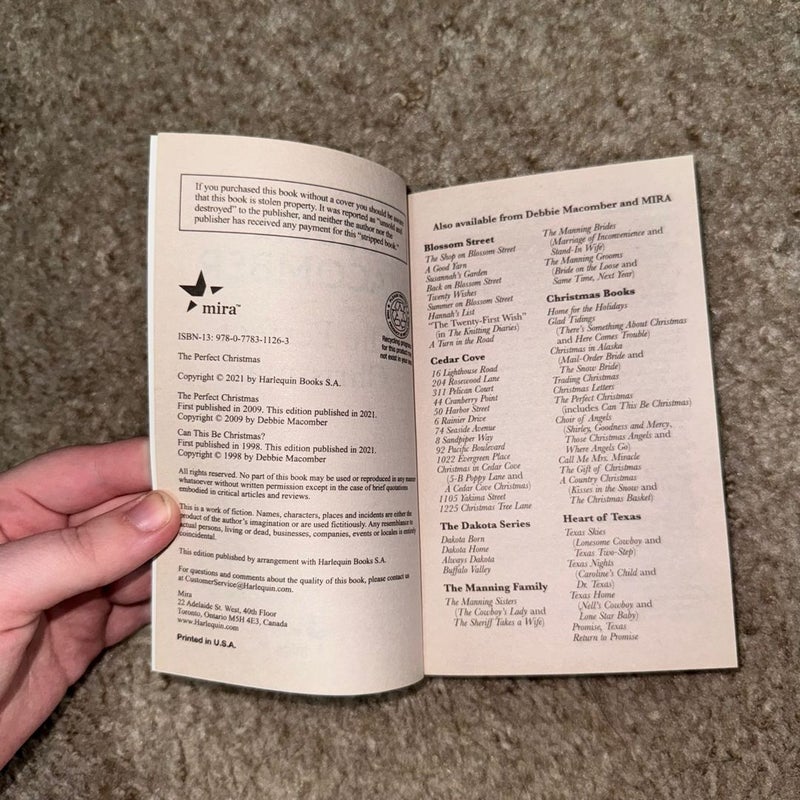 If you purchased this book without a cover you should be aware
that this book is stolen property. It was reported as "unsold and
destroyed" to the publisher, and neither the author nor the
publisher has received any payment for this "stripped book."
mira™
Recycling programs
for this product may
not exist in your area.
ISBN-13: 978-0-7783-1126-3
The Perfect Christmas
Copyright © 2021 by Harlequin Books S.A.
The Perfect Christmas
First published in 2009. This edition published in 2021.
Copyright © 2009 by Debbie Macomber
Can This Be Christmas?
First published in 1998. This edition published in 2021.
Copyright © 1998 by Debbie Macomber
All rights reserved. No part of this book may be used or reproduced in any manner
whatsoever without written permission except in the case of brief quotations
embodied in critical articles and reviews.
This is a work of fiction. Names, characters, places and incidents are either the
product of the author's imagination or are used fictitiously. Any resemblance to
actual persons, living or dead, businesses, companies, events or locales is entirely
coincidental.
This edition published by arrangement with Harlequin Books S.A.
For questions and comments about the quality of this book, please contact us
at CustomerService@Harlequin.com.
Mira
22 Adelaide St. West, 40th Floor
Toronto, Ontario M5H 4E3, Canada
www.Harlequin.com
Printed in U.S.A.
Also available from Debbie Macomber and MIRA
Blossom Street
The Shop on Blossom Street
A Good Yarn
Susannah's Garden
Back on Blossom Street
Twenty Wishes
Summer on Blossom Street
Hannah's List
"The Twenty-First Wish"
(in The Knitting Diaries)
A Turn in the Road
Cedar Cove
16 Lighthouse Road
204 Rosewood Lane
311 Pelican Court
44 Cranberry Point
50 Harbor Street
6 Rainier Drive
74 Seaside Avenue
8 Sandpiper Way
92 Pacific Boulevard
1022 Evergreen Place
Christmas in Cedar Cove
(5-B Poppy Lane and
A Cedar Cove Christmas)
1105 Yakima Street
1225 Christmas Tree Lane
The Dakota Series
Dakota Born
Dakota Home
Always Dakota
Buffalo Valley
The Manning Family
The Manning Sisters
(The Cowboy's Lady and
The Sheriff Takes a Wife)
The Manning Brides
(Marriage of Inconvenience and
Stand-In Wife)
The Manning Grooms
(Bride on the Loose and
Same Time, Next Year)
Christmas Books
Home for the Holidays
Glad Tidings
(There's Something About Christmas
and Here Comes Trouble)
Christmas in Alaska
(Mail-Order Bride and
The Snow Bride)
Trading Christmas
Christmas Letters
The Perfect Christmas
(includes Can This Be Christmas)
Choir of Angels
(Shirley, Goodness and Mercy,
Those Christmas Angels and
Where Angels Go)
Call Me Mrs. Miracle
The Gift of Christmas
A Country Christmas
(Kisses in the Snow and
The Christmas Basket)
Heart of Texas
Texas Skies
(Lonesome Cowboy and
Texas Two-Step)
Texas Nights
(Caroline's Child and
Dr. Texas)
Texas Home
(Nell's Cowboy and
Lone Star Baby)
Promise, Texas
Return to Promise